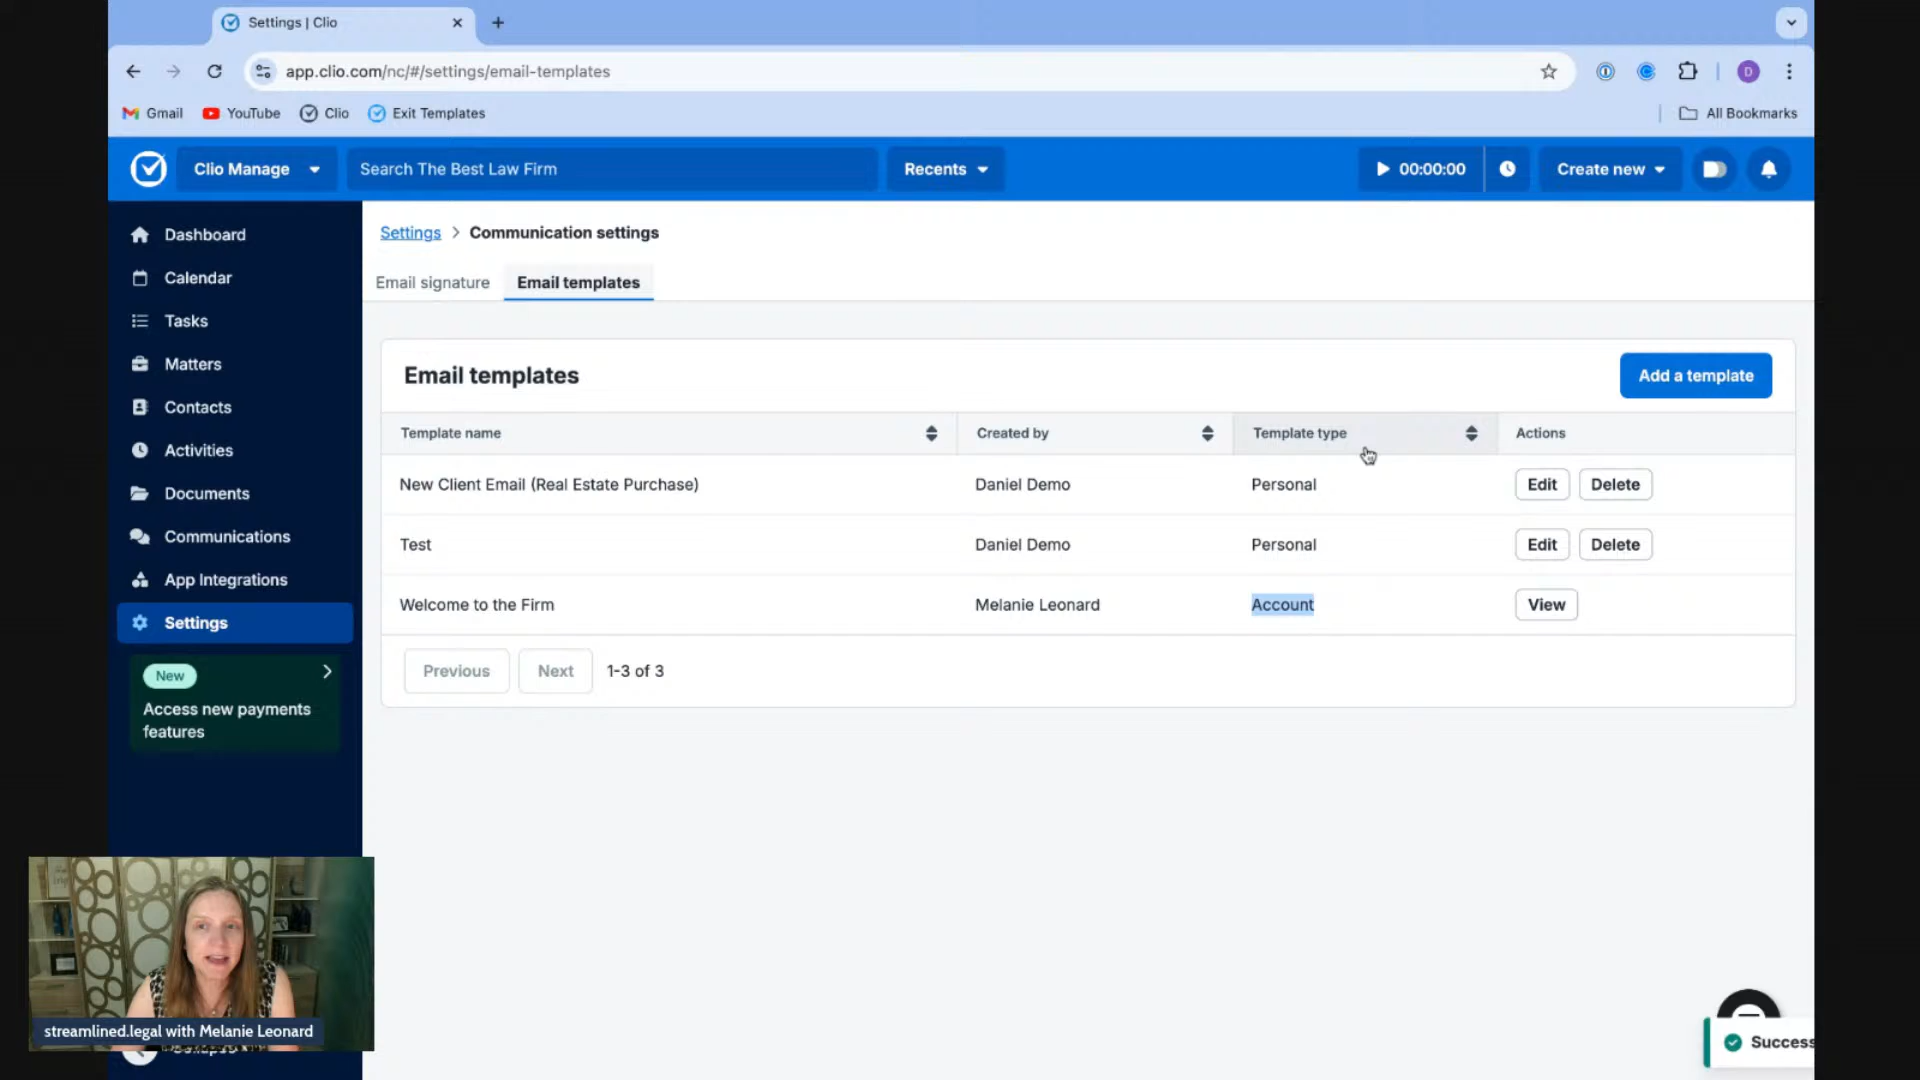 Settings | Clio
app.clio.com/nc/#/settings/email-templates
D
Gmail
YouTube
Clio
Exit Templates
All Bookmarks
Clio Manage
Search The Best Law Firm
Recents
00:00:00
Create new
Dashboard
Calendar
Tasks
Matters
Contacts
Activities
Documents
Communications
App Integrations
Settings
New
Access new payments
features
Settings > Communication settings
Email signature
Email templates
Email templates
Add a template
Template name
Created by
Template type
Actions
New Client Email (Real Estate Purchase)
Daniel Demo
Personal
Edit
Delete
Test
Daniel Demo
Personal
Edit
Delete
Welcome to the Firm
Melanie Leonard
Account
View
Previous
Next
1-3 of 3
streamlined.legal with Melanie Leonard
Success